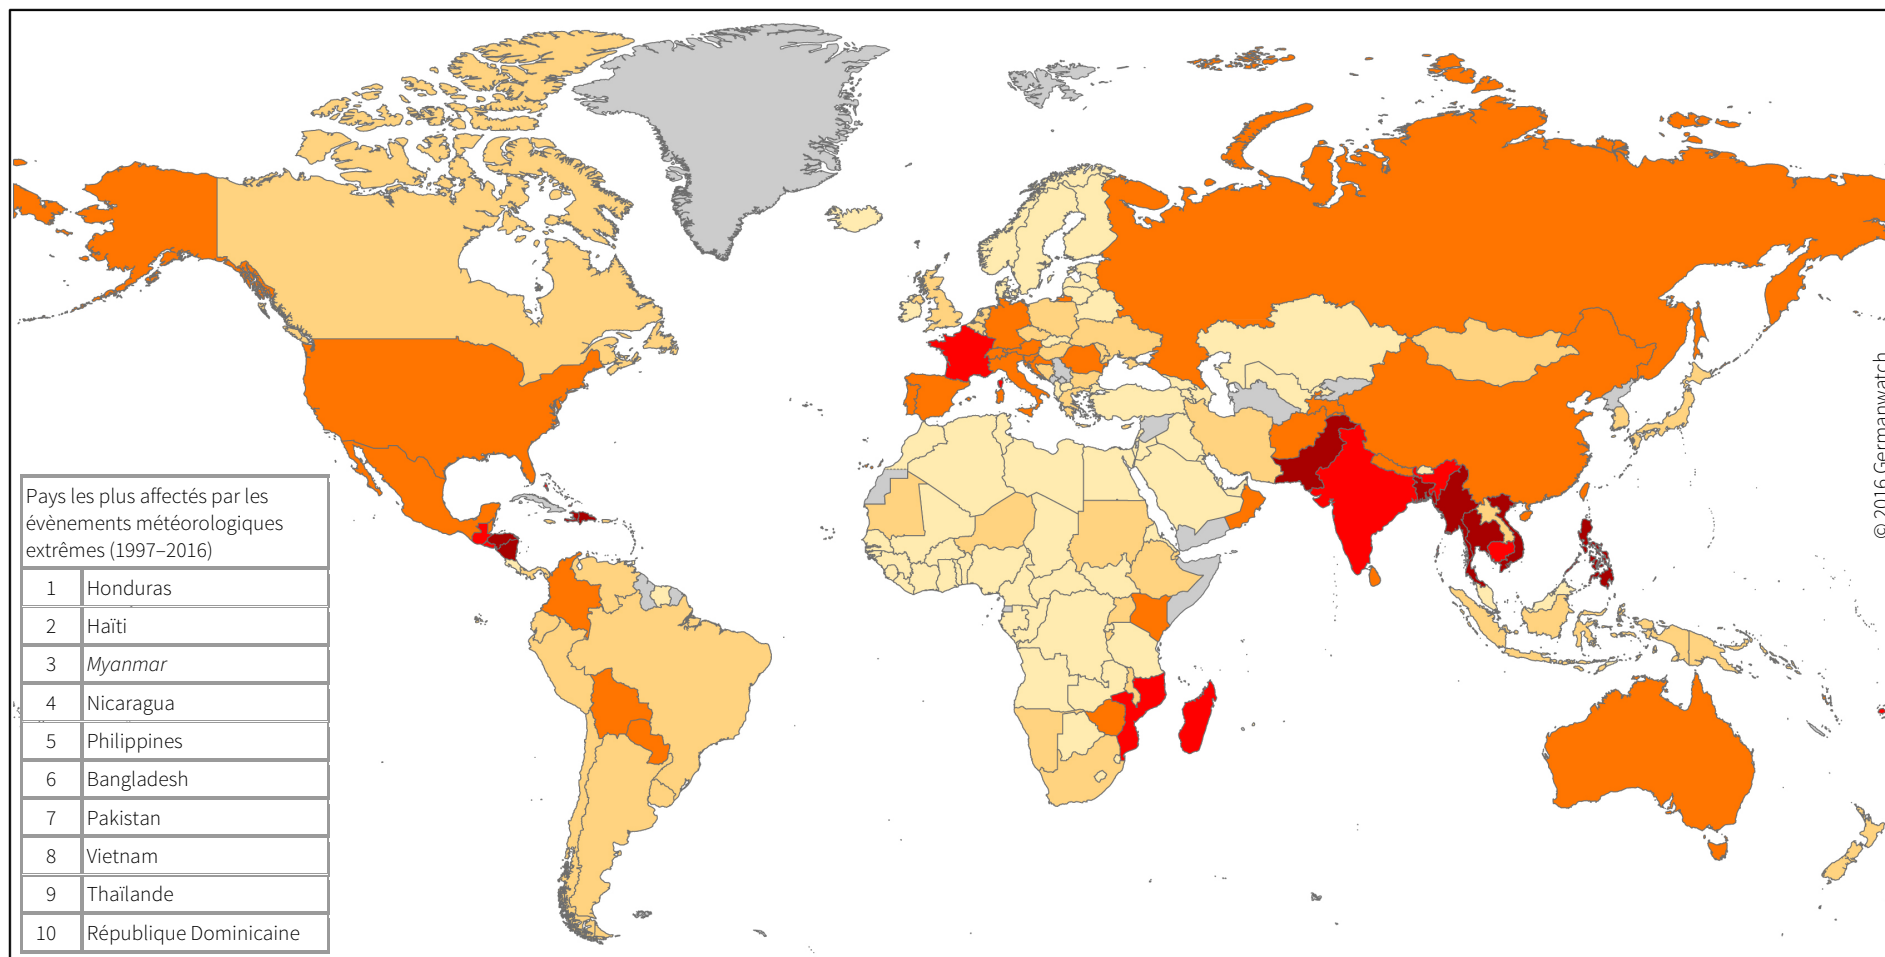 Pays les plus affectés par les
évènements météorologiques
extrêmes (1997–2016)
1 Honduras
2 Haïti
3 Myanmar
4 Nicaragua
5 Philippines
6 Bangladesh
7 Pakistan
8 Vietnam
9 Thaïlande
10 République Dominicaine
© 2016 Germanwatch